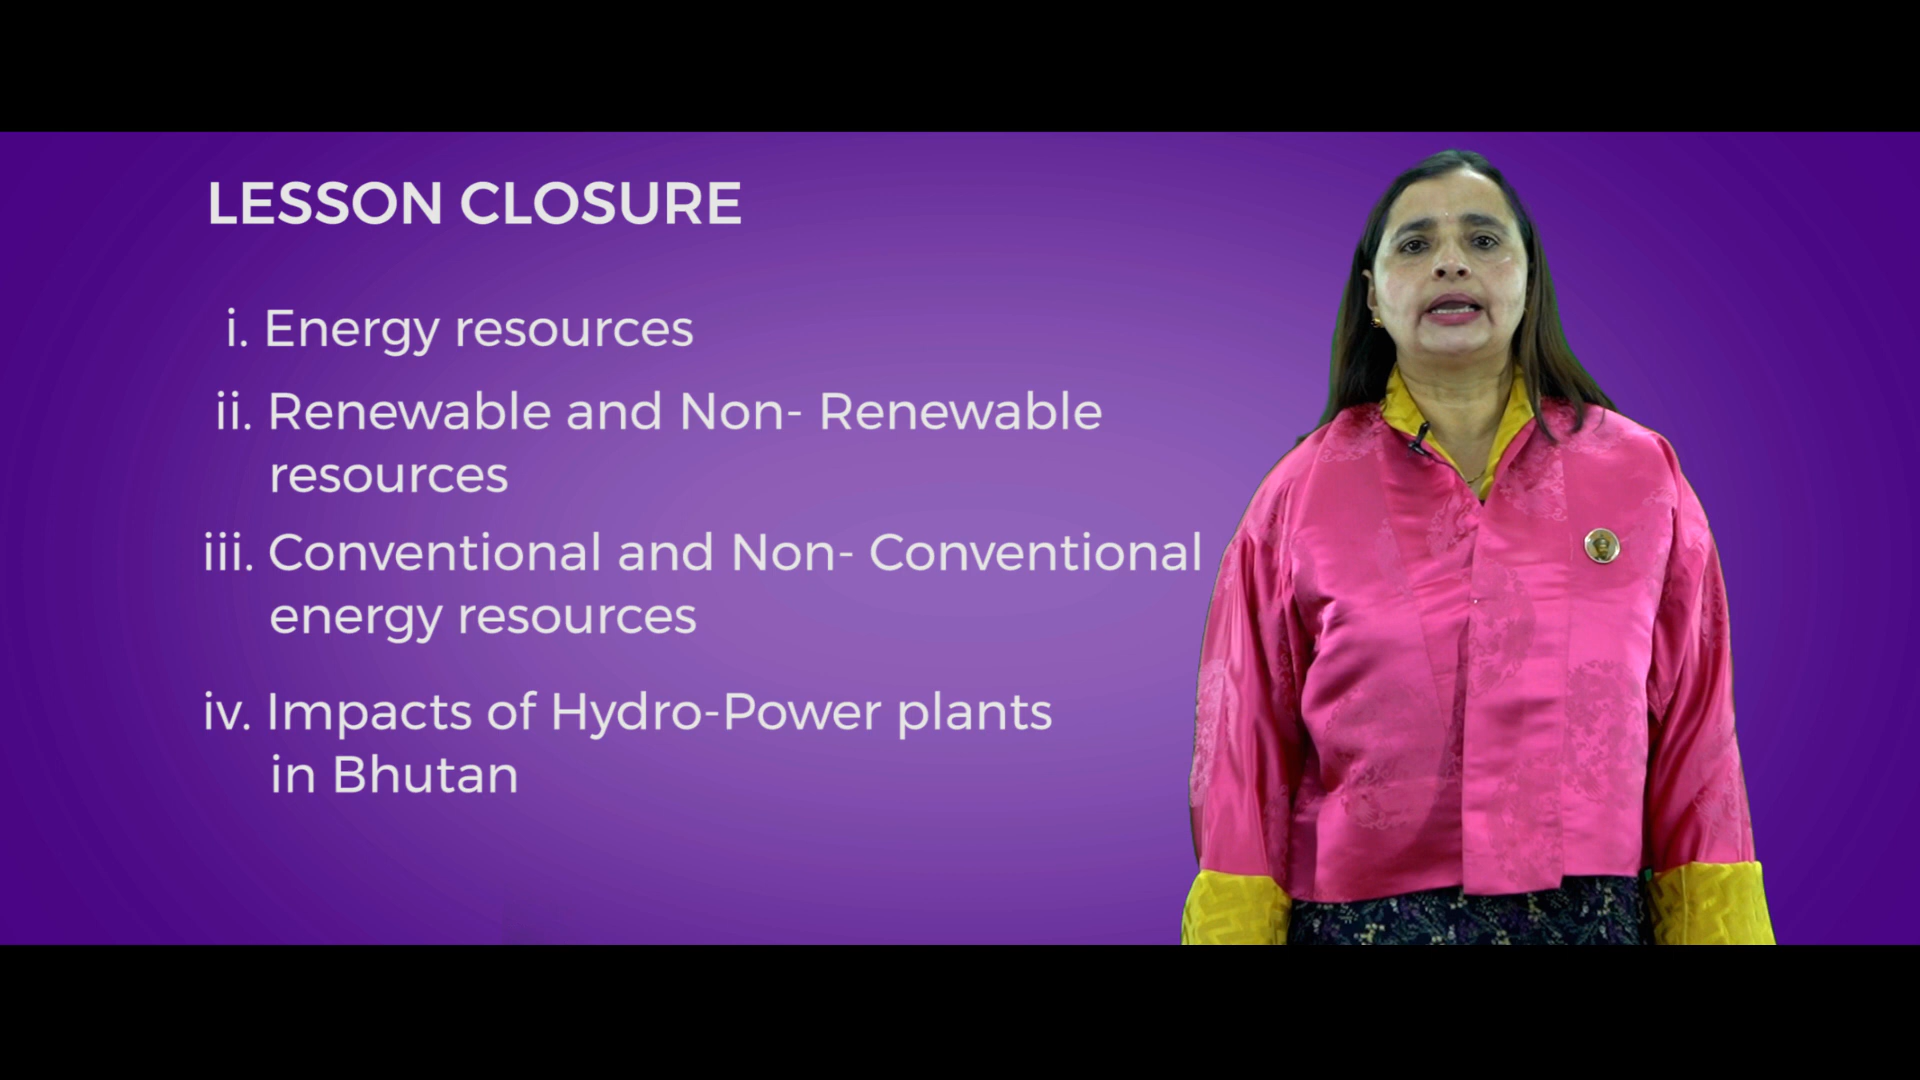 LESSON CLOSURE
i. Energy resources
ii. Renewable and Non- Renewable
resources
iii. Conventional and Non- Conventional
energy resources
iv. Impacts of Hydro-Power plants
in Bhutan